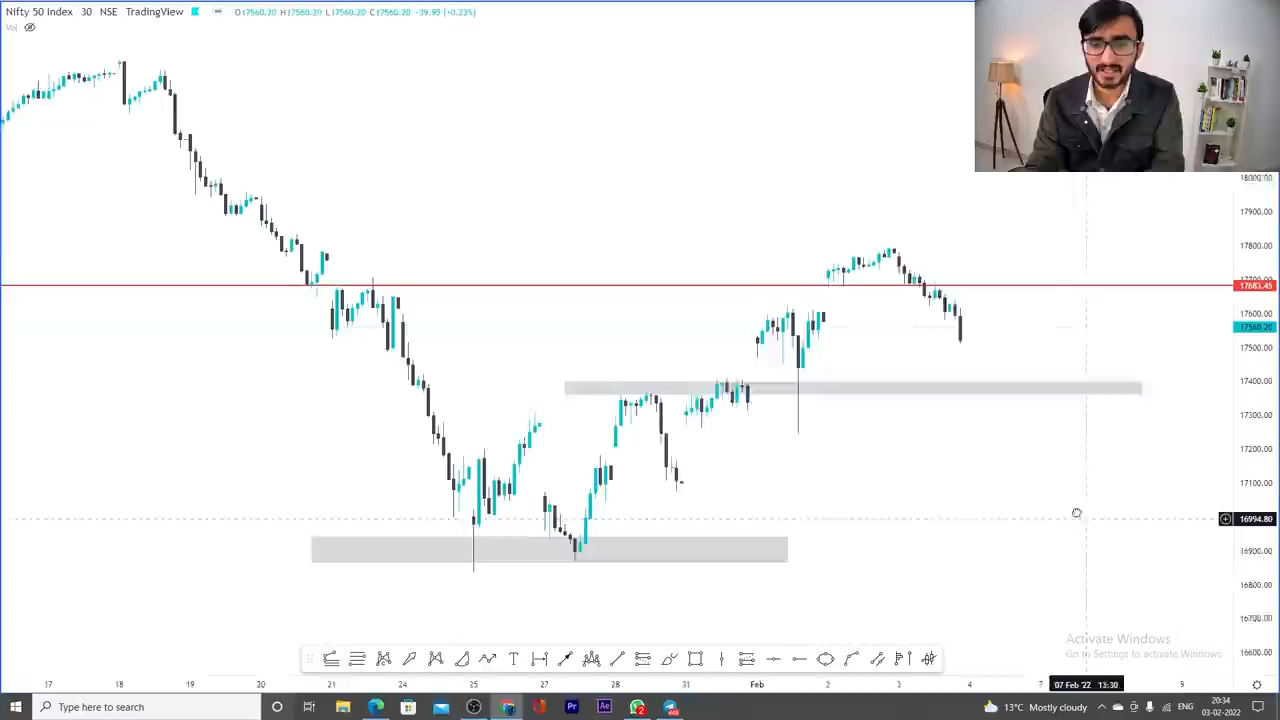 Nifty 50 Index 30 NSE TradingView O17560.20 H17560.20 L17560.20 C17560.20 -39.95 (+0.23%)
Vol
18000.00
17900.00
17800.00
17700.00
17683.45
17600.00
17560.20
17500.00
17400.00
17300.00
17200.00
17100.00
16994.80
16900.00
16800.00
16700.00
16600.00
Activate Windows
Go to Settings to activate Windows.
17 18 19 20 21 24 25 27 28 31 Feb 2 3 4 7 07 Feb '22 13:30 9
Type here to search
13°C Mostly cloudy
ENG
20:34
03-02-2022